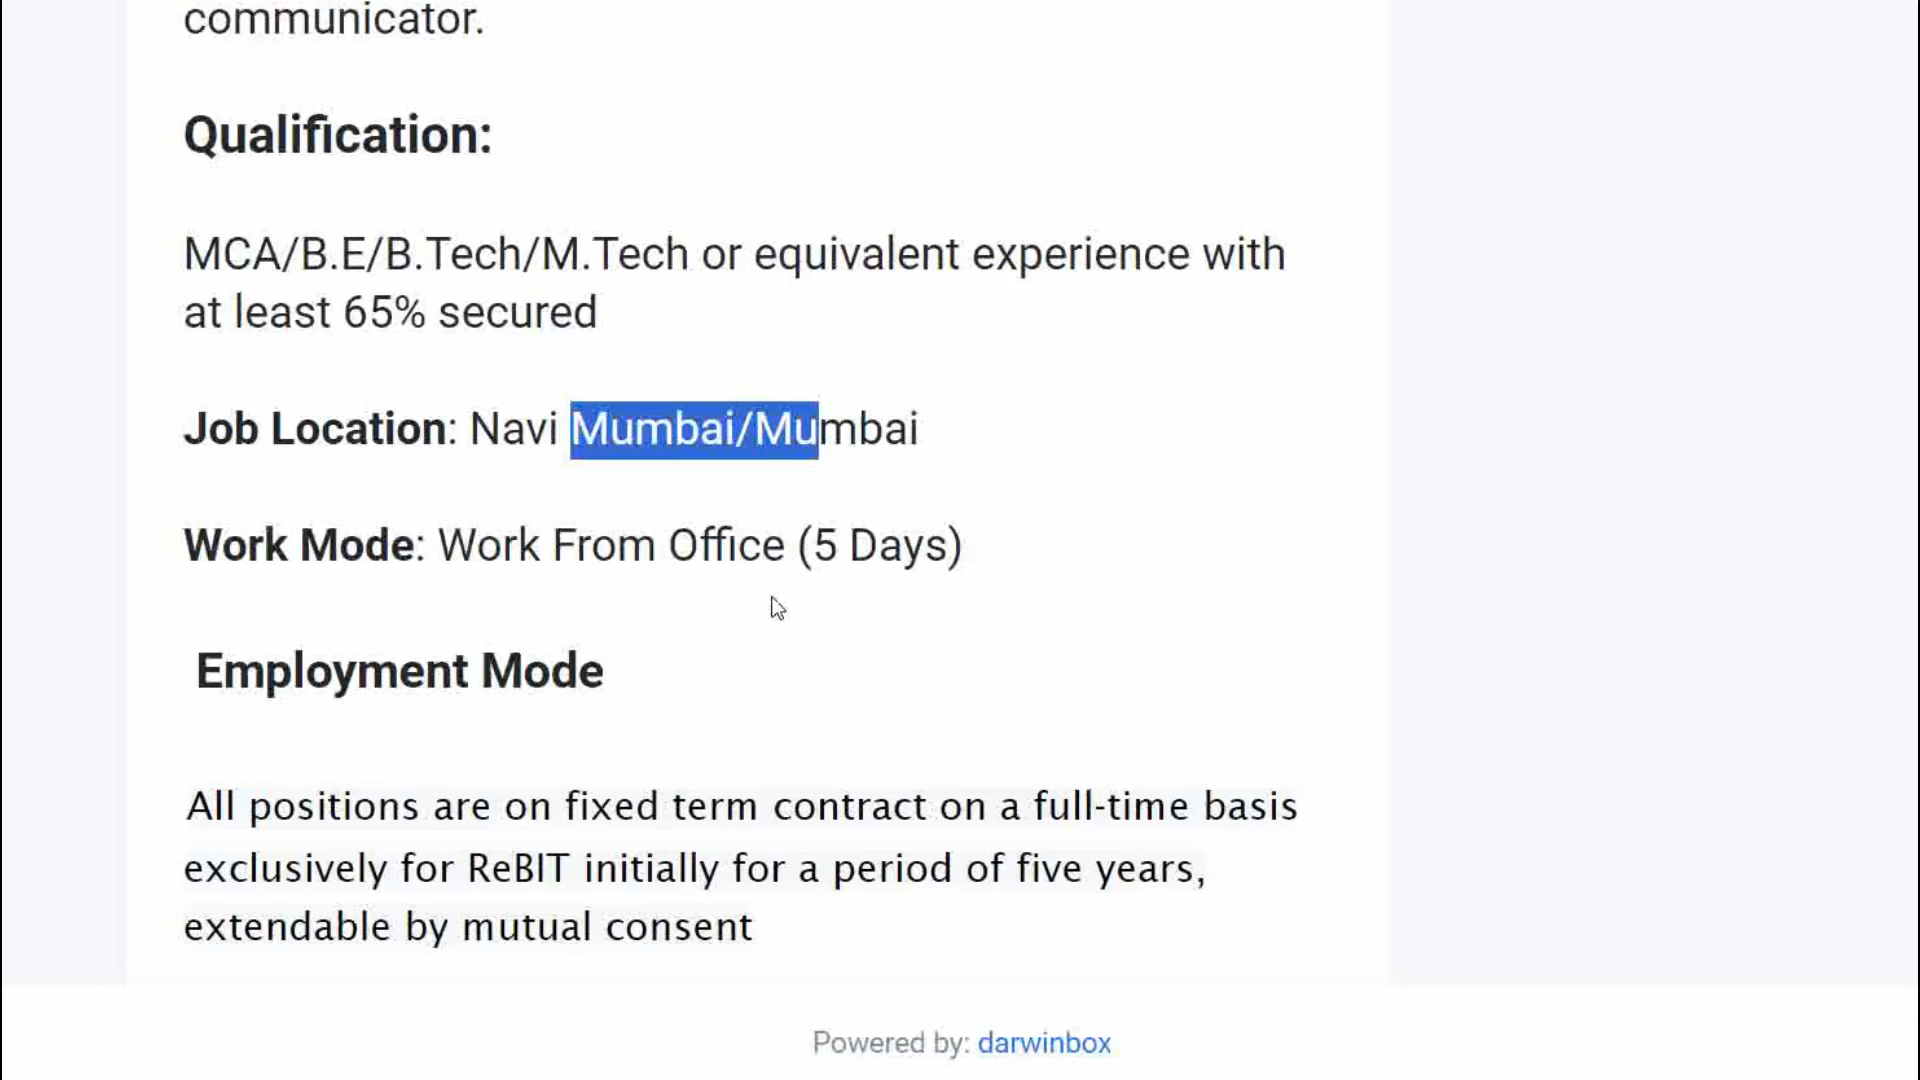 communicator.
Qualification:
MCA/B.E/B.Tech/M.Tech or equivalent experience with
at least 65% secured
Job Location: Navi Mumbai/Mumbai
Work Mode: Work From Office (5 Days)
Employment Mode
All positions are on fixed term contract on a full-time basis
exclusively for ReBIT initially for a period of five years,
extendable by mutual consent
Powered by: darwinbox